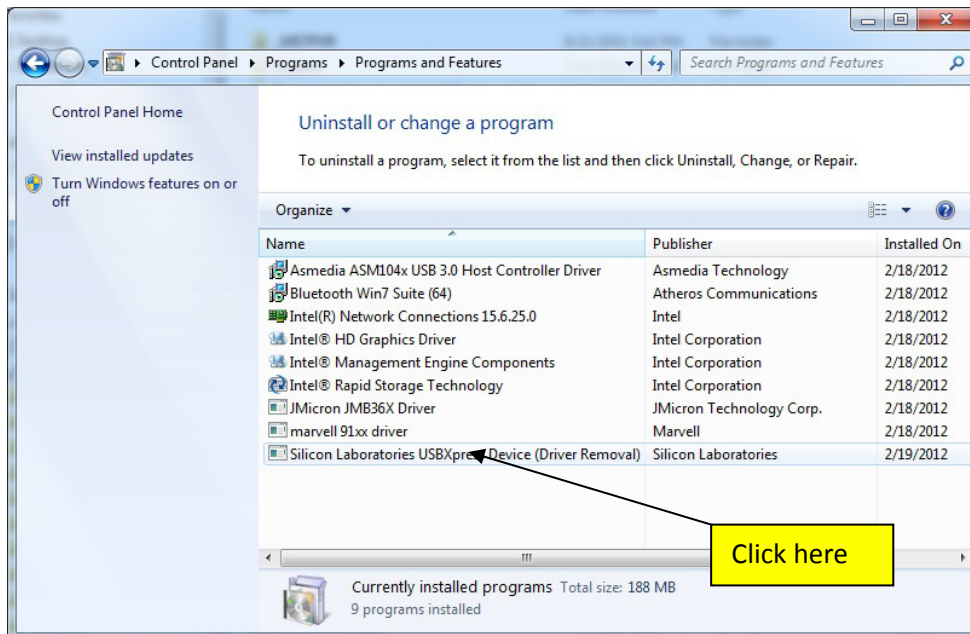 Control Panel Programs Programs and Features Search Programs and Features
Control Panel Home
View installed updates
Turn Windows features on or
off
Uninstall or change a program
To uninstall a program, select it from the list and then click Uninstall, Change, or Repair.
Organize
Name Publisher Installed On
Asmedia ASM104x USB 3.0 Host Controller Driver Asmedia Technology 2/18/2012
Bluetooth Win7 Suite (64) Atheros Communications 2/18/2012
Intel(R) Network Connections 15.6.25.0 Intel 2/18/2012
Intel® HD Graphics Driver Intel Corporation 2/18/2012
Intel® Management Engine Components Intel Corporation 2/18/2012
Intel® Rapid Storage Technology Intel Corporation 2/18/2012
JMicron JMB36X Driver JMicron Technology Corp. 2/18/2012
marvell 91xx driver Marvell 2/18/2012
Silicon Laboratories USBXpress Device (Driver Removal) Silicon Laboratories 2/19/2012
Click here
Currently installed programs Total size: 188 MB
9 programs installed